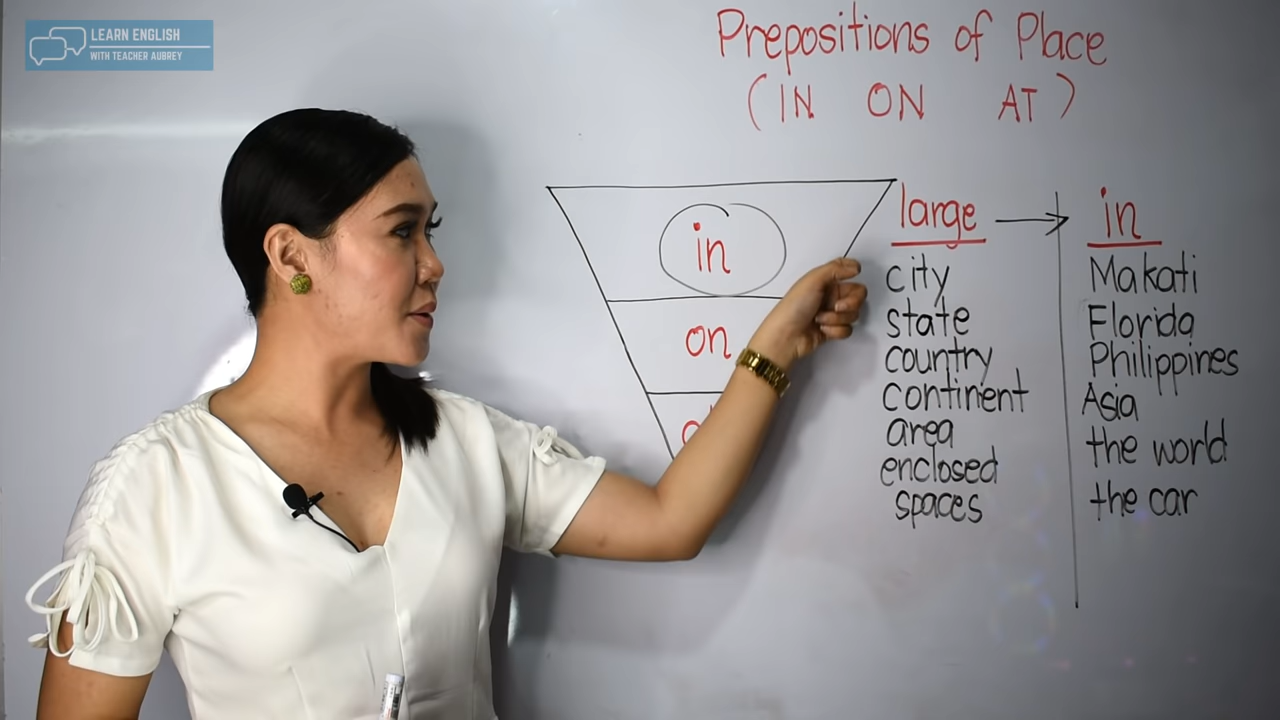 LEARN ENGLISH
WITH TEACHER AUBREY
Prepositions of Place
(IN ON AT)
in
on
large → in
city
state
country
continent
area
enclosed
spaces
Makati
Florida
Philippines
Asia
the world
the car